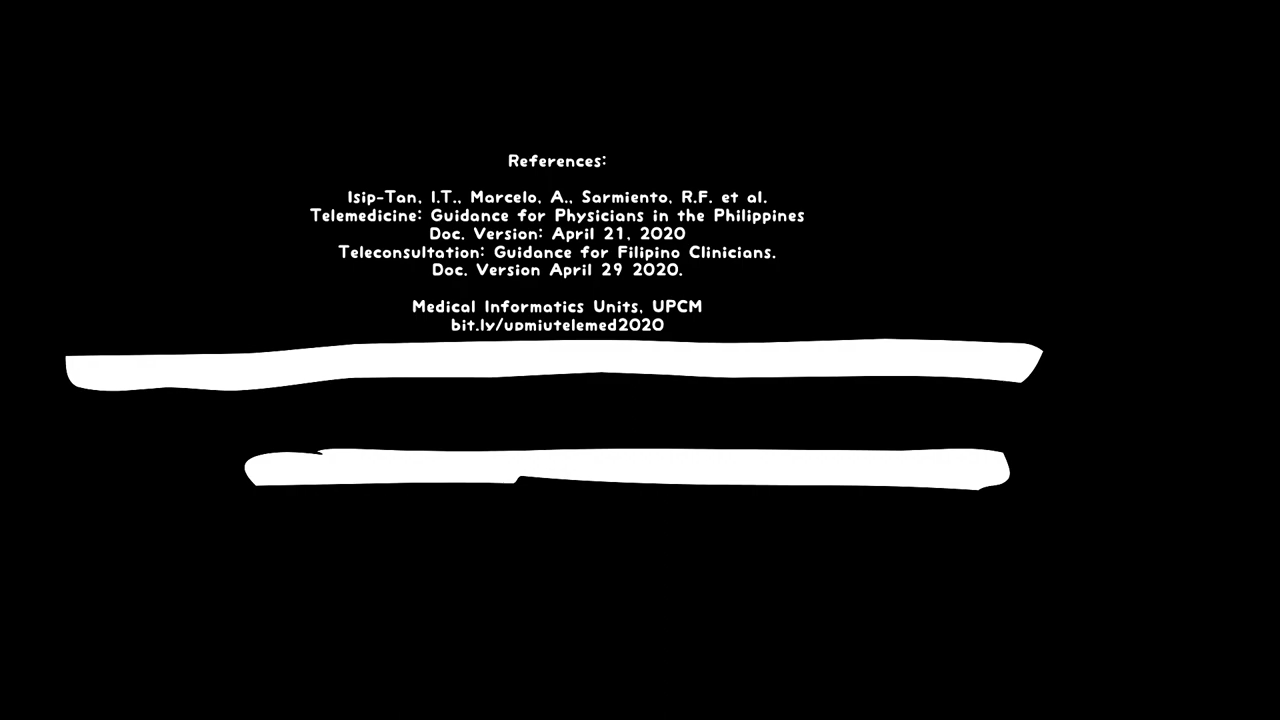 References:
Isip-Tan, I.T., Marcelo, A., Sarmiento, R.F. et al.
Telemedicine: Guidance for Physicians in the Philippines
Doc. Version: April 21, 2020
Teleconsultation: Guidance for Filipino Clinicians.
Doc. Version April 29 2020.
Medical Informatics Units, UPCM
bit.ly/upmiutelemed2020